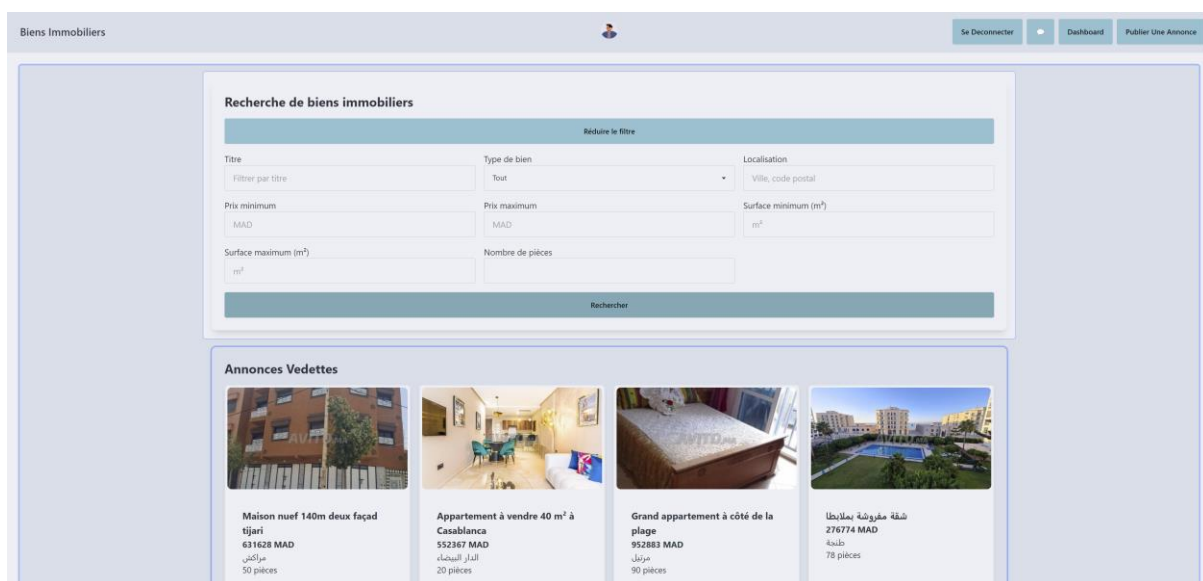 Biens Immobiliers
Se Deconnecter
Dashboard
Publier Une Annonce
Recherche de biens immobiliers
Réduire le filtre
Titre
Type de bien
Localisation
Filtrer par titre
Tout
Ville, code postal
Prix minimum
Prix maximum
Surface minimum (m²)
MAD
MAD
m²
Surface maximum (m²)
Nombre de pièces
m²
Rechercher
Annonces Vedettes
AVITO.ma
AVITO.ma
Maison nuef 140m deux façad
tijari
631628 MAD
مراكش
50 pièces
Appartement à vendre 40 m² à
Casablanca
552367 MAD
الدار البيضاء
20 pièces
Grand appartement à côté de la
plage
952883 MAD
مرتيل
90 pièces
شقة مفروشة بملابطا
276774 MAD
طنجة
78 pièces